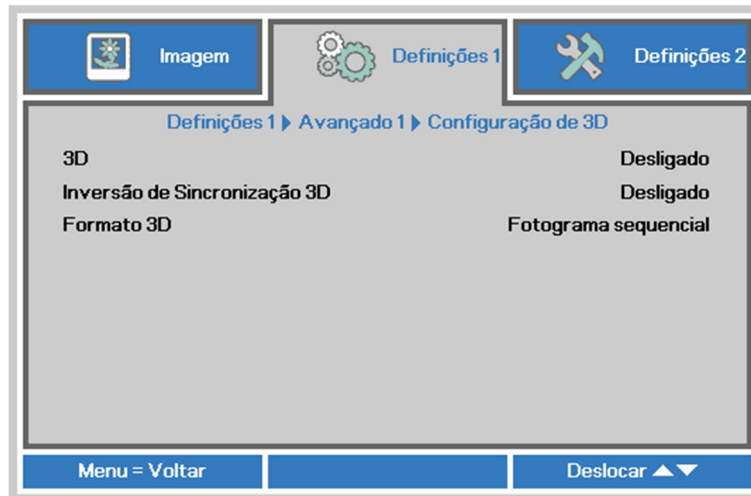 Imagem Definições 1 Definições 2
Definições 1 ▶ Avançado 1 ▶ Configuração de 3D
3D Desligado
Inversão de Sincronização 3D Desligado
Formato 3D Fotograma sequencial
Menu = Voltar Deslocar ▲▼